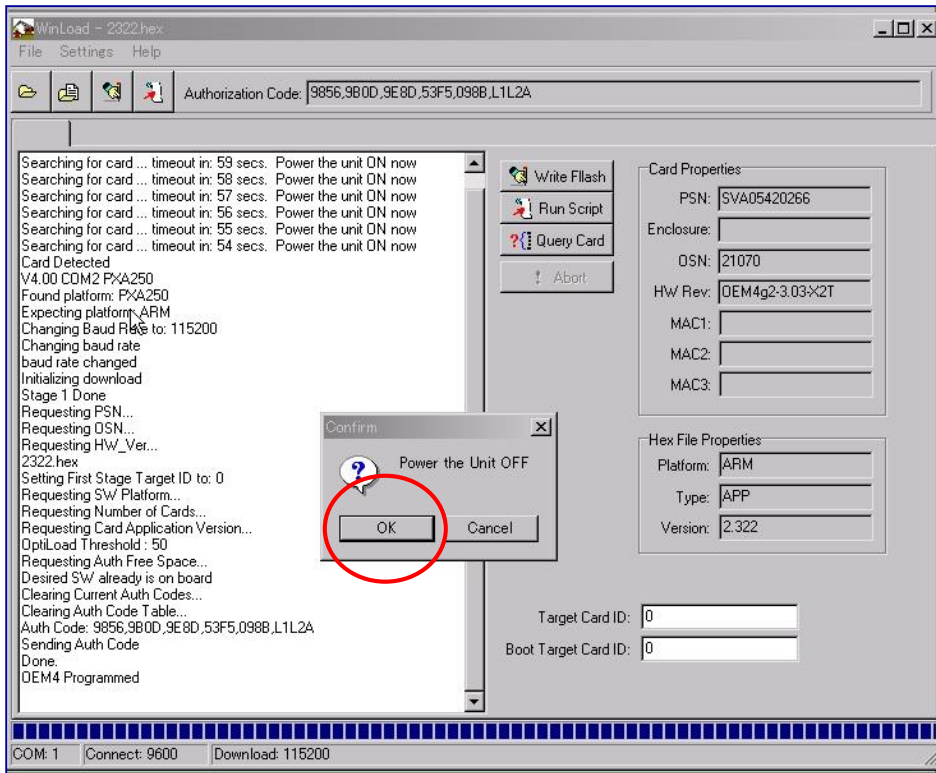 WinLoad - 2322.hex
File Settings Help
Authorization Code: 9856,9B0D,9E8D,53F5,098B,L1L2A
Searching for card ... timeout in: 59 secs. Power the unit ON now
Searching for card ... timeout in: 58 secs. Power the unit ON now
Searching for card ... timeout in: 57 secs. Power the unit ON now
Searching for card ... timeout in: 56 secs. Power the unit ON now
Searching for card ... timeout in: 55 secs. Power the unit ON now
Searching for card ... timeout in: 54 secs. Power the unit ON now
Card Detected
V4.00 COM2 PXA250
Found platform: PXA250
Expecting platform: ARM
Changing Baud Rate to: 115200
Changing baud rate
baud rate changed
Initializing download
Stage 1 Done
Requesting PSN...
Requesting OSN...
Requesting HW_Ver...
2322.hex
Setting First Stage Target ID to: 0
Requesting SW Platform...
Requesting Number of Cards...
Requesting Card Application Version...
OptiLoad Threshold : 50
Requesting Auth Free Space...
Desired SW already is on board
Clearing Current Auth Codes...
Clearing Auth Code Table...
Auth Code: 9856,9B0D,9E8D,53F5,098B,L1L2A
Sending Auth Code
Done.
OEM4 Programmed
Write Fllash
Run Script
Query Card
Abort
Card Properties
PSN: SVA05420266
Enclosure:
OSN: 21070
HW Rev: OEM4g2-3.03-X2T
MAC1:
MAC2:
MAC3:
Confirm
Power the Unit OFF
OK Cancel
Hex File Properties
Platform: ARM
Type: APP
Version: 2.322
Target Card ID: 0
Boot Target Card ID: 0
COM: 1 Connect: 9600 Download: 115200